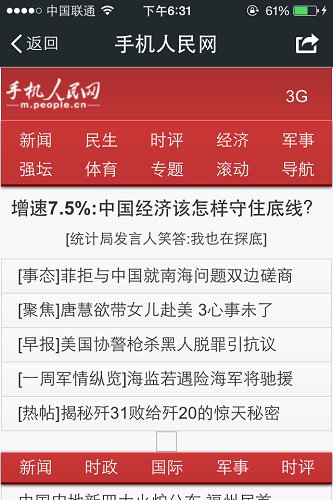 中国联通 下午6:31 61%
返回 手机人民网
手机人民网
m.people.cn
3G
新闻 民生 时评 经济 军事
强坛 体育 专题 滚动 导航
增速7.5%:中国经济该怎样守住底线?
[统计局发言人笑答:我也在探底]
[事态]菲拒与中国就南海问题双边磋商
[聚焦]唐慧欲带女儿赴美 3心事未了
[早报]美国协警枪杀黑人脱罪引抗议
[一周军情纵览]海监若遇险海军将驰援
[热帖]揭秘歼31败给歼20的惊天秘密
新闻 时政 国际 军事 时评